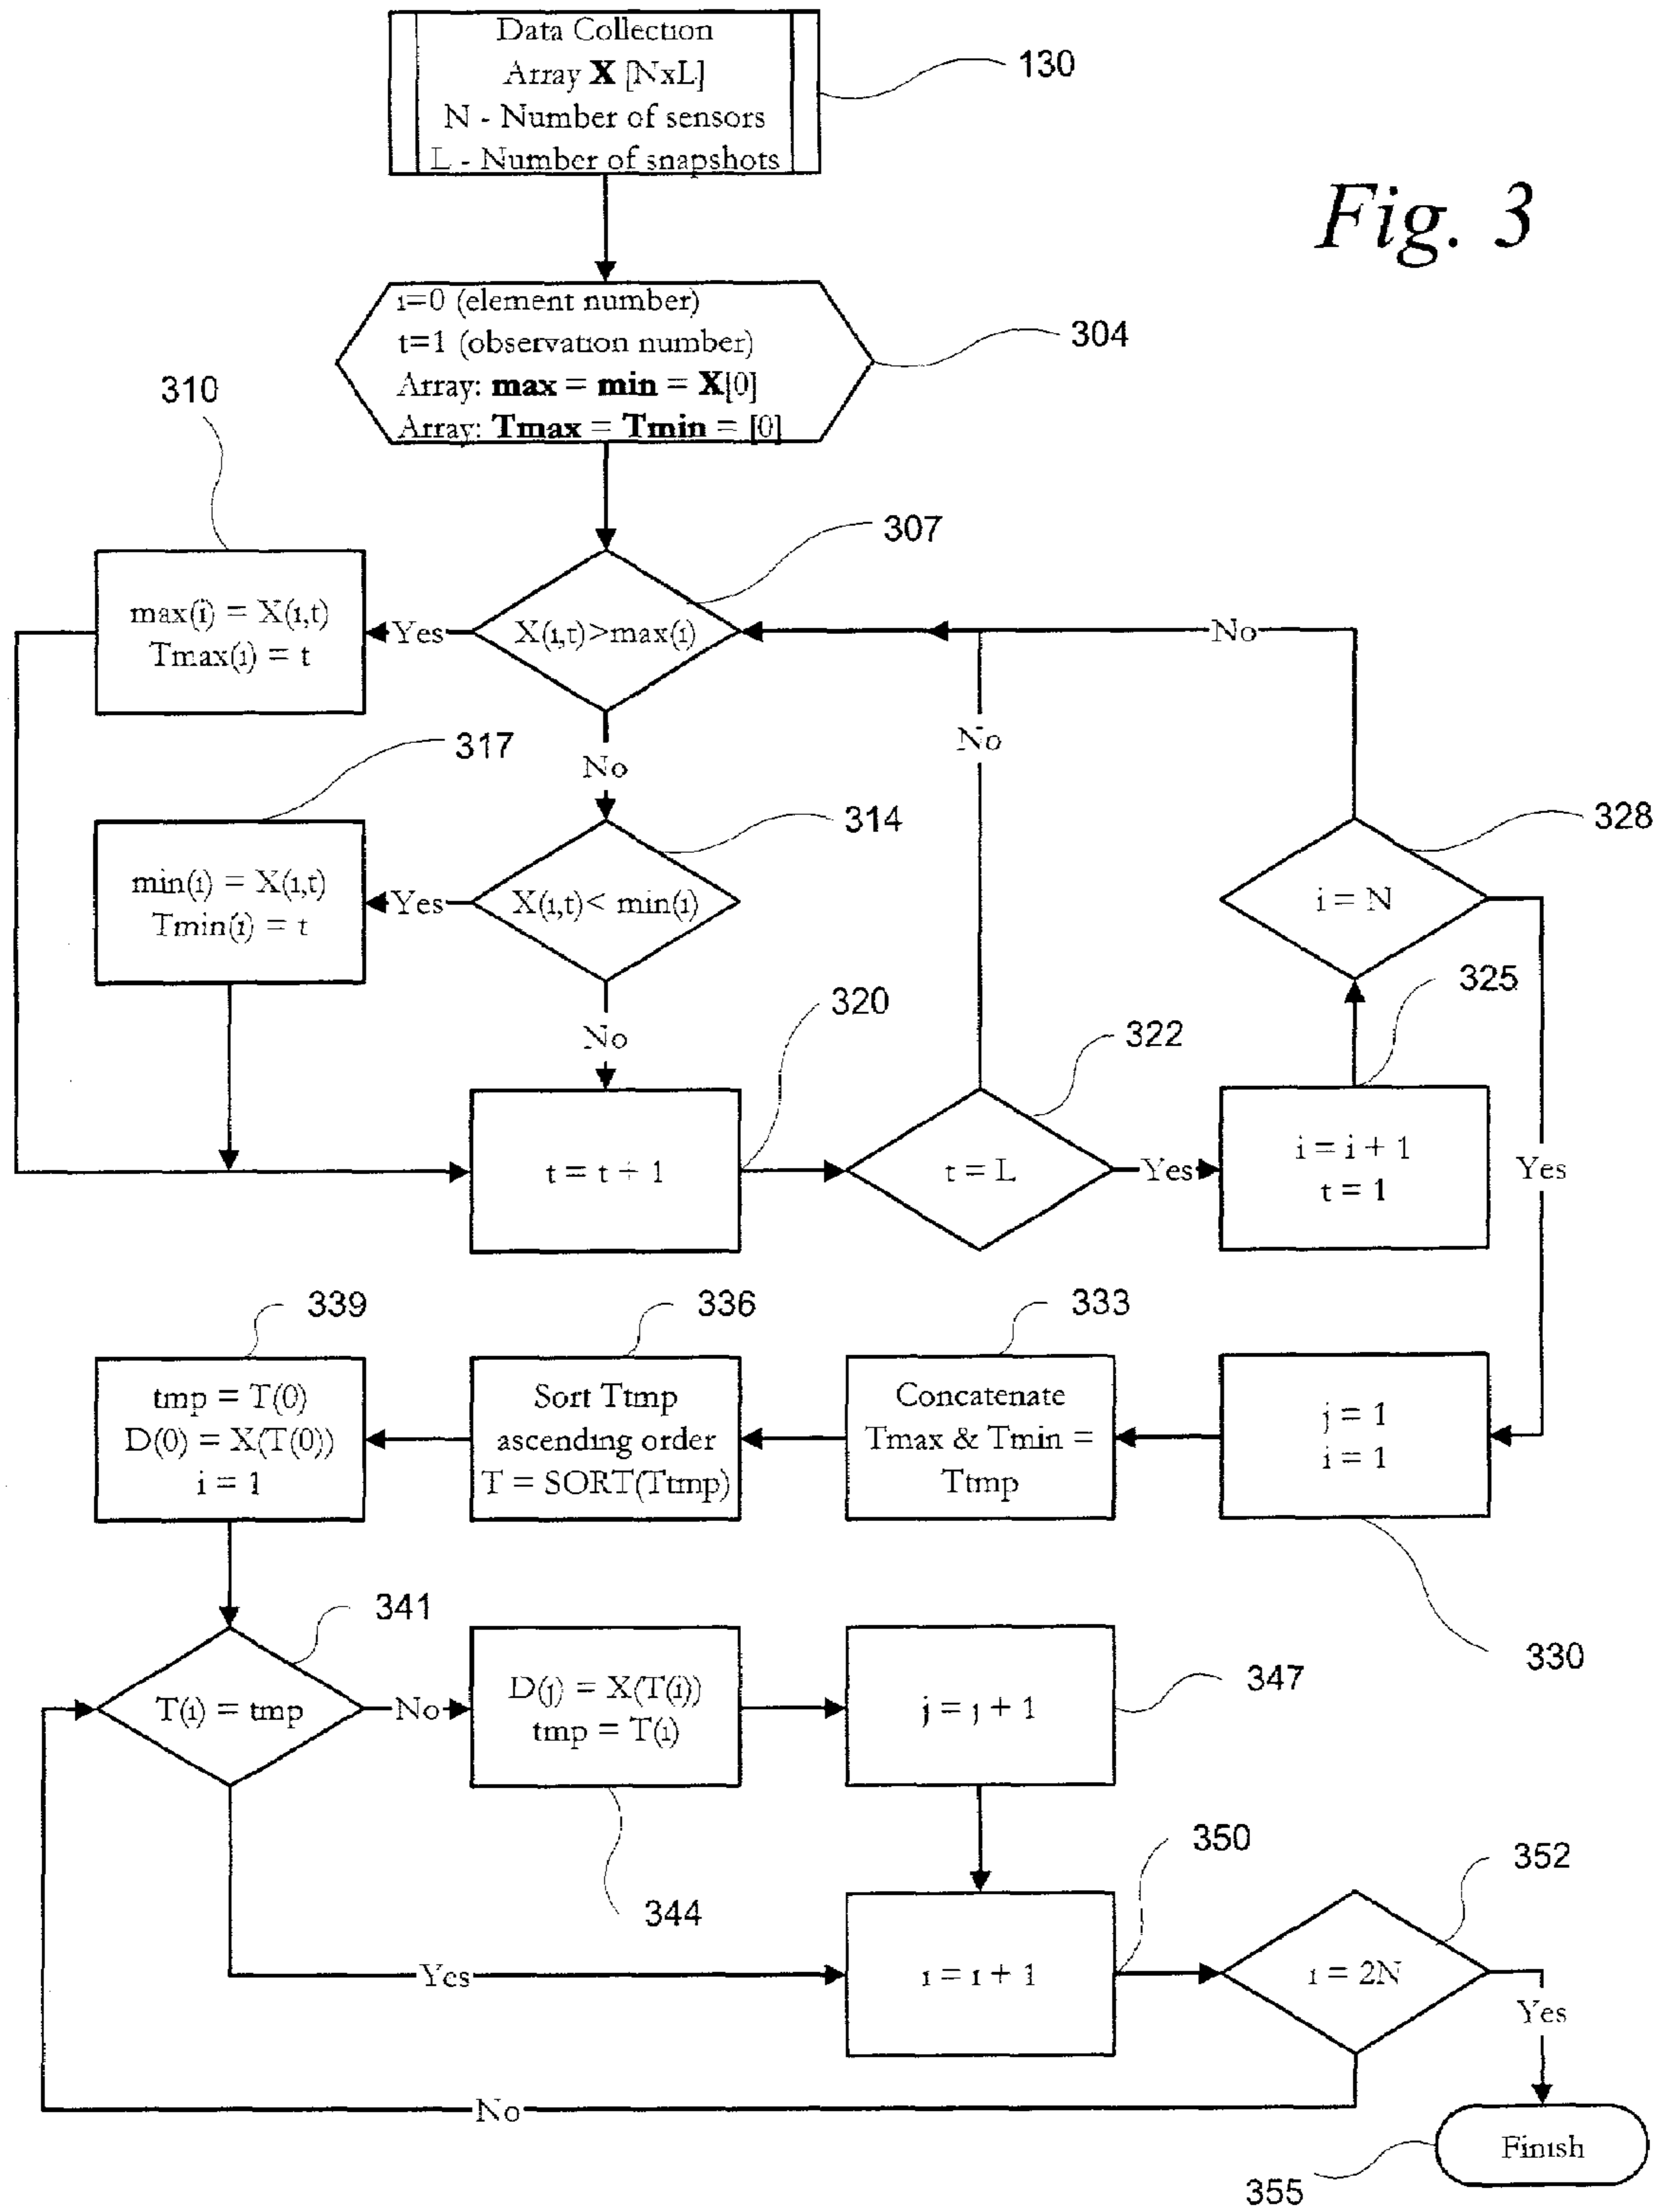 Data Collection
Array X [NxL]
N - Number of sensors
L - Number of snapshots
130
Fig. 3
i=0 (element number)
t=1 (observation number)
Array: max = min = X[0]
Array: Tmax = Tmin = [0]
304
310
307
max(i) = X(i,t)
Tmax(i) = t
Yes
X(i,t)>max(i)
No
No
No
317
314
328
min(i) = X(i,t)
Tmin(i) = t
Yes
X(i,t)< min(i)
i = N
No
320
322
325
t = t + 1
t = L
Yes
i = i + 1
t = 1
Yes
339
336
333
tmp = T(0)
D(0) = X(T(0))
i = 1
Sort Ttmp
ascending order
T = SORT(Ttmp)
Concatenate
Tmax & Tmin =
Ttmp
j = 1
i = 1
330
341
T(i) = tmp
No
D(j) = X(T(i))
tmp = T(i)
j = j + 1
347
344
350
352
Yes
i = i + 1
i = 2N
Yes
No
Finish
355